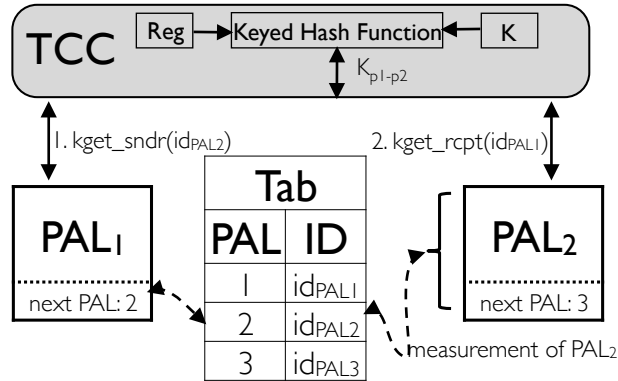 TCC
Reg
Keyed Hash Function
K
Kp1-p2
1. kget_sndr(idPAL2)
2. kget_rcpt(idPAL1)
PAL1
next PAL: 2
Tab
PAL ID
1 idPAL1
2 idPAL2
3 idPAL3
PAL2
next PAL: 3
measurement of PAL2